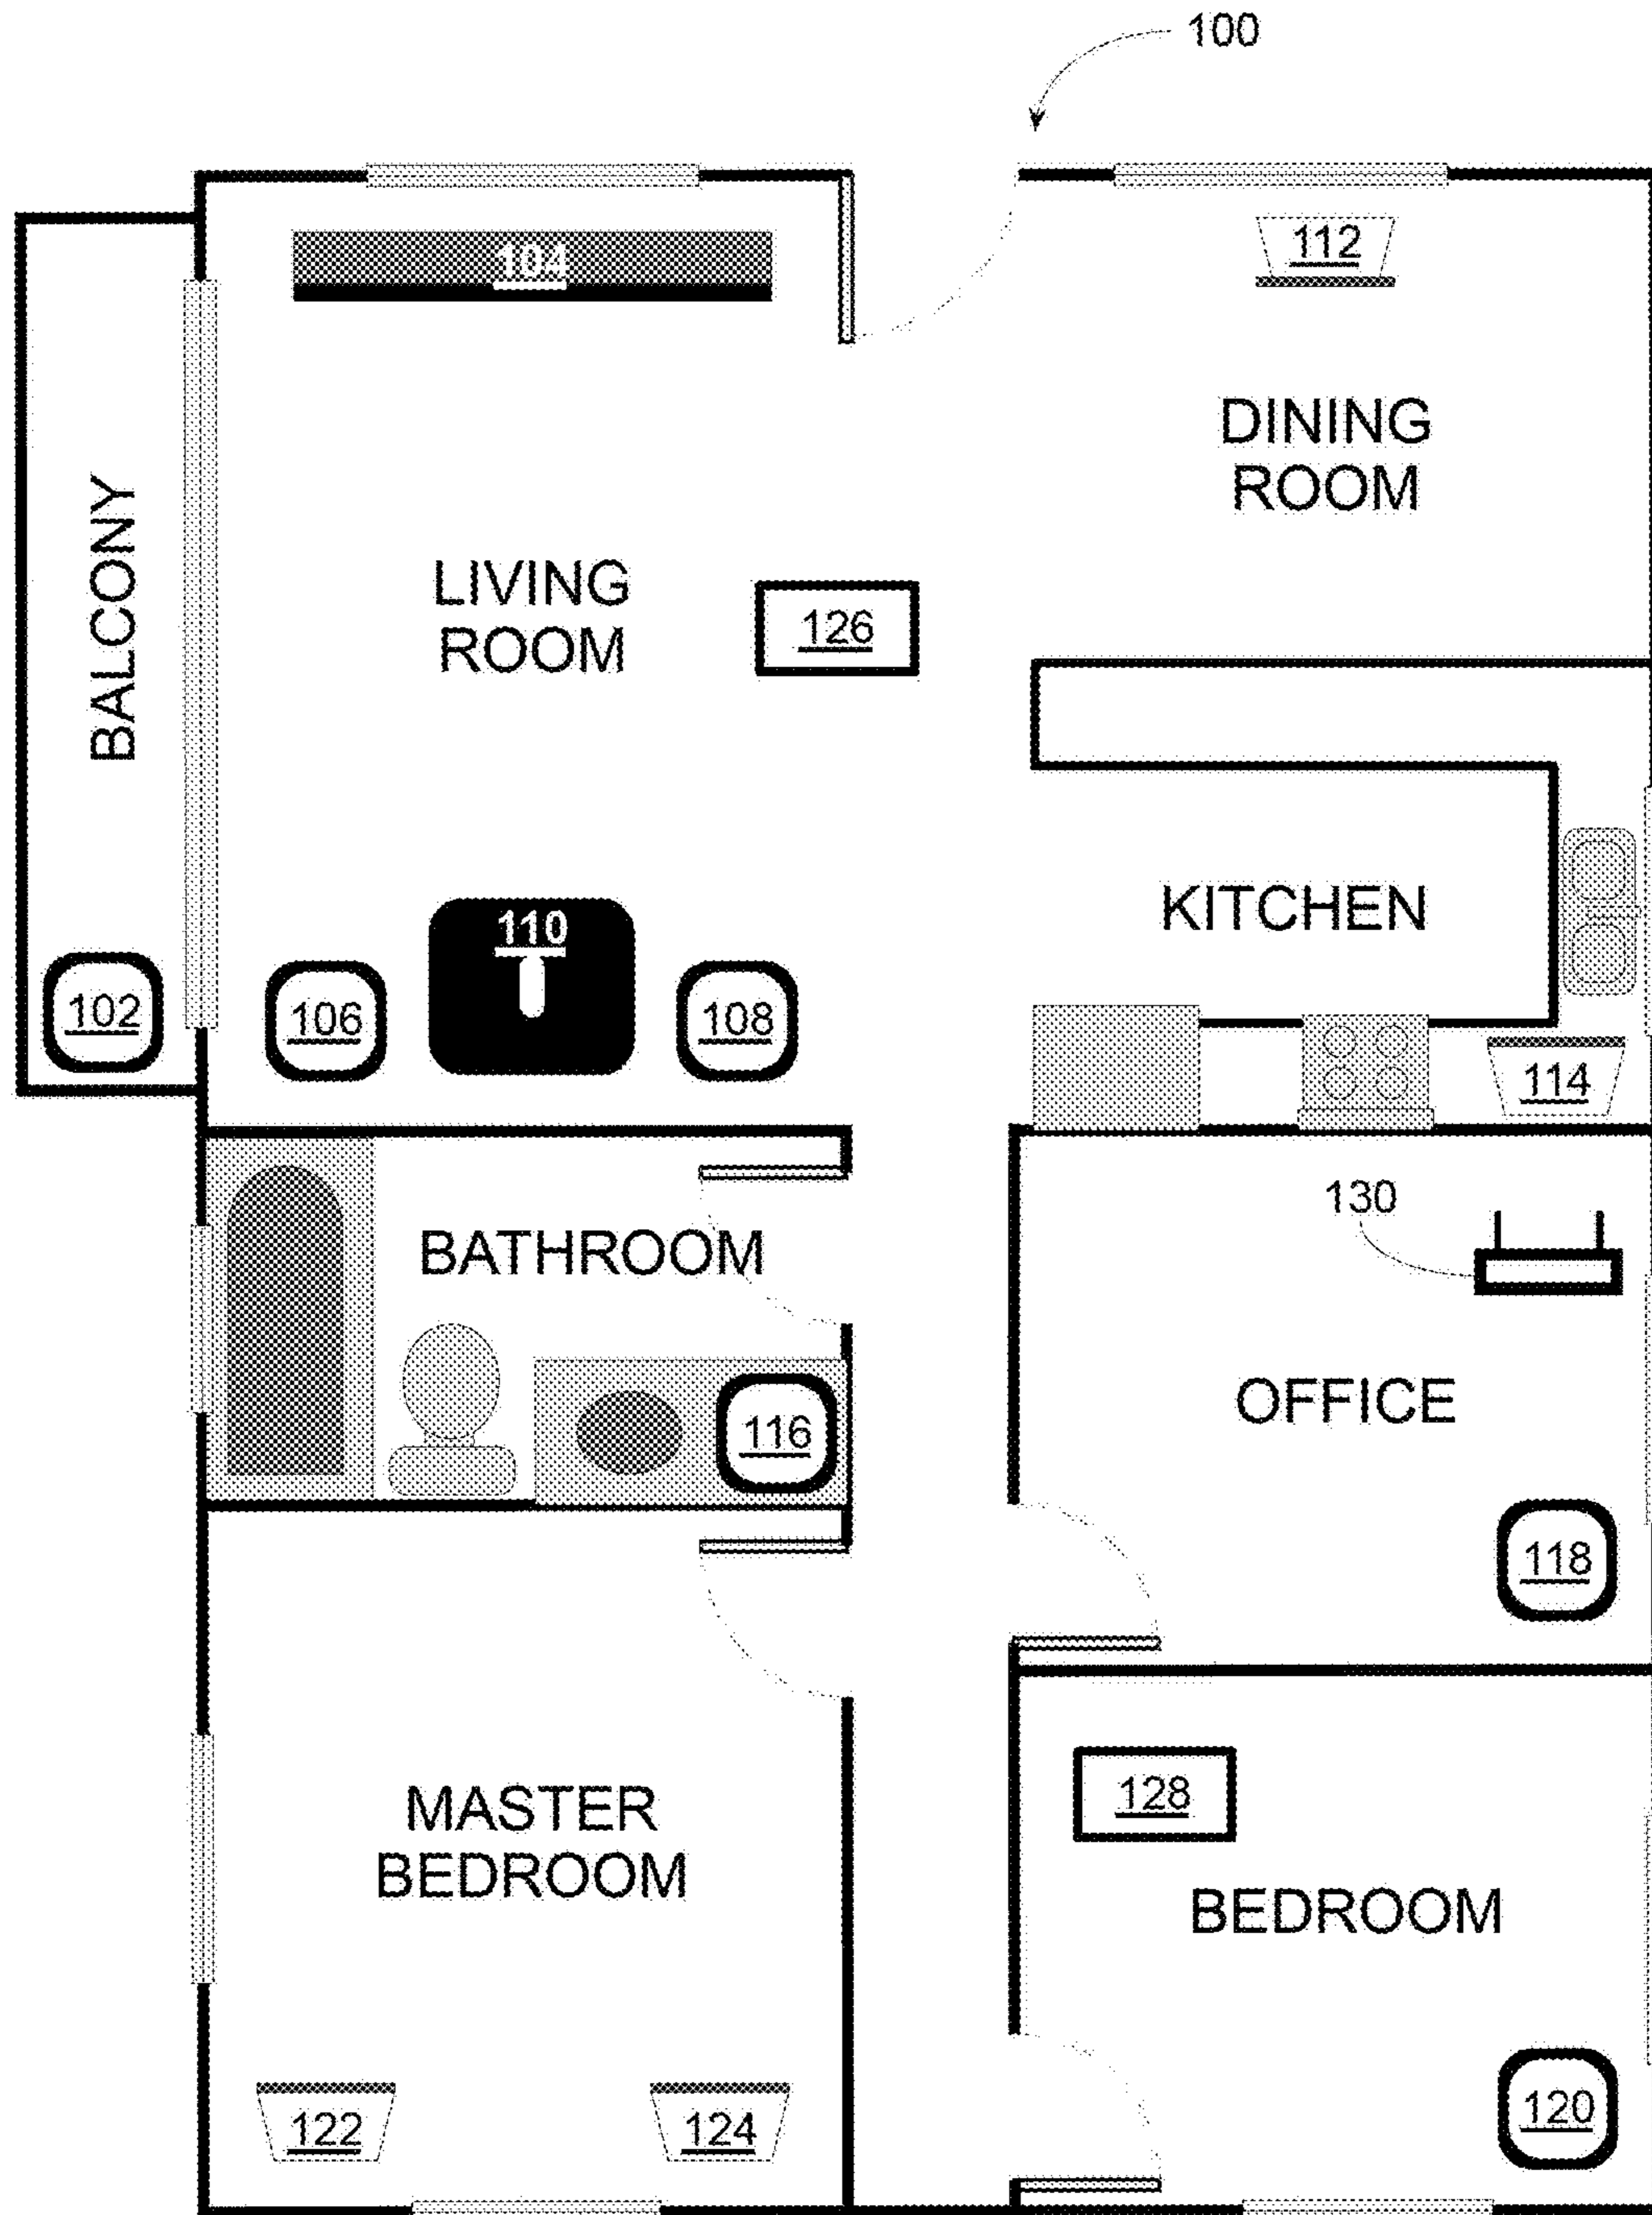 100
104
112
DINING
ROOM
BALCONY
LIVING
ROOM
126
KITCHEN
110
102
106
108
114
130
BATHROOM
OFFICE
116
118
128
MASTER
BEDROOM
BEDROOM
122
124
120